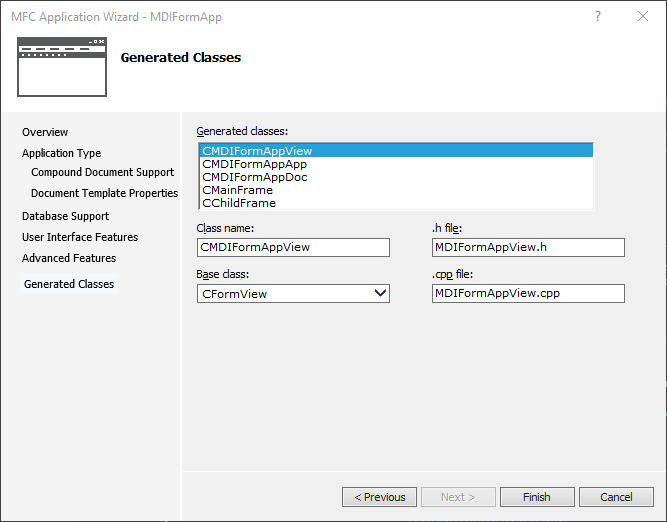 MFC Application Wizard - MDIFormApp
?
Generated Classes
Overview
Application Type
Compound Document Support
Document Template Properties
Database Support
User Interface Features
Advanced Features
Generated Classes
Generated classes:
CMDIFormAppView
CMDIFormAppApp
CMDIFormAppDoc
CMainFrame
CChildFrame
Class name:
CMDIFormAppView
.h file:
MDIFormAppView.h
Base class:
CFormView
.cpp file:
MDIFormAppView.cpp
< Previous
Next >
Finish
Cancel